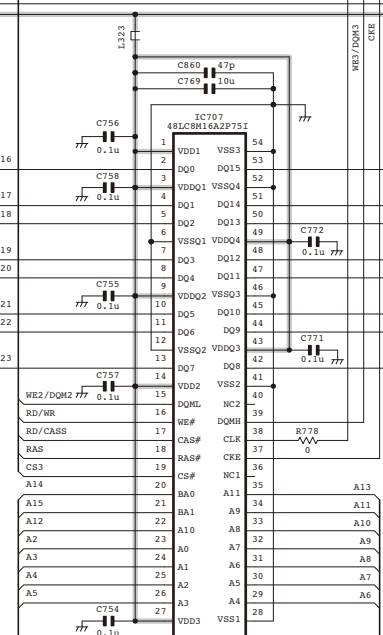 L323
WE3/DQM3
CKE
C860 47p
C769 10u
IC707
48LC8M16A2P75I
C756
0.1u
1 VDD1 VSS3 54
16 2 DQ0 DQ15 53
C758
0.1u
3 VDDQ1 VSSQ4 52
17 4 DQ1 DQ14 51
18 5 DQ2 DQ13 50
6 VSSQ1 VDDQ4 49
C772
0.1u
19 7 DQ3 DQ12 48
20 8 DQ4 DQ11 47
C755
0.1u
9 VDDQ2 VSSQ3 46
21 10 DQ5 DQ10 45
22 11 DQ6 DQ9 44
12 VSSQ2 VDDQ3 43
C771
0.1u
23 13 DQ7 DQ8 42
C757
0.1u
14 VDD2 VSS2 41
WE2/DQM2 15 DQML NC2 40
RD/WR 16 WE# DQMH 39
RD/CASS 17 CAS# CLK 38 R778
0
RAS 18 RAS# CKE 37
CS3 19 CS# NC1 36
A14 20 BA0 A11 35 A13
A15 21 BA1 A9 34 A11
A12 22 A10 A8 33 A10
A2 23 A0 A7 32 A9
A3 24 A1 A6 31 A8
A4 25 A2 A5 30 A7
A5 26 A3 A4 29 A6
C754
0.1u
27 VDD3 VSS1 28